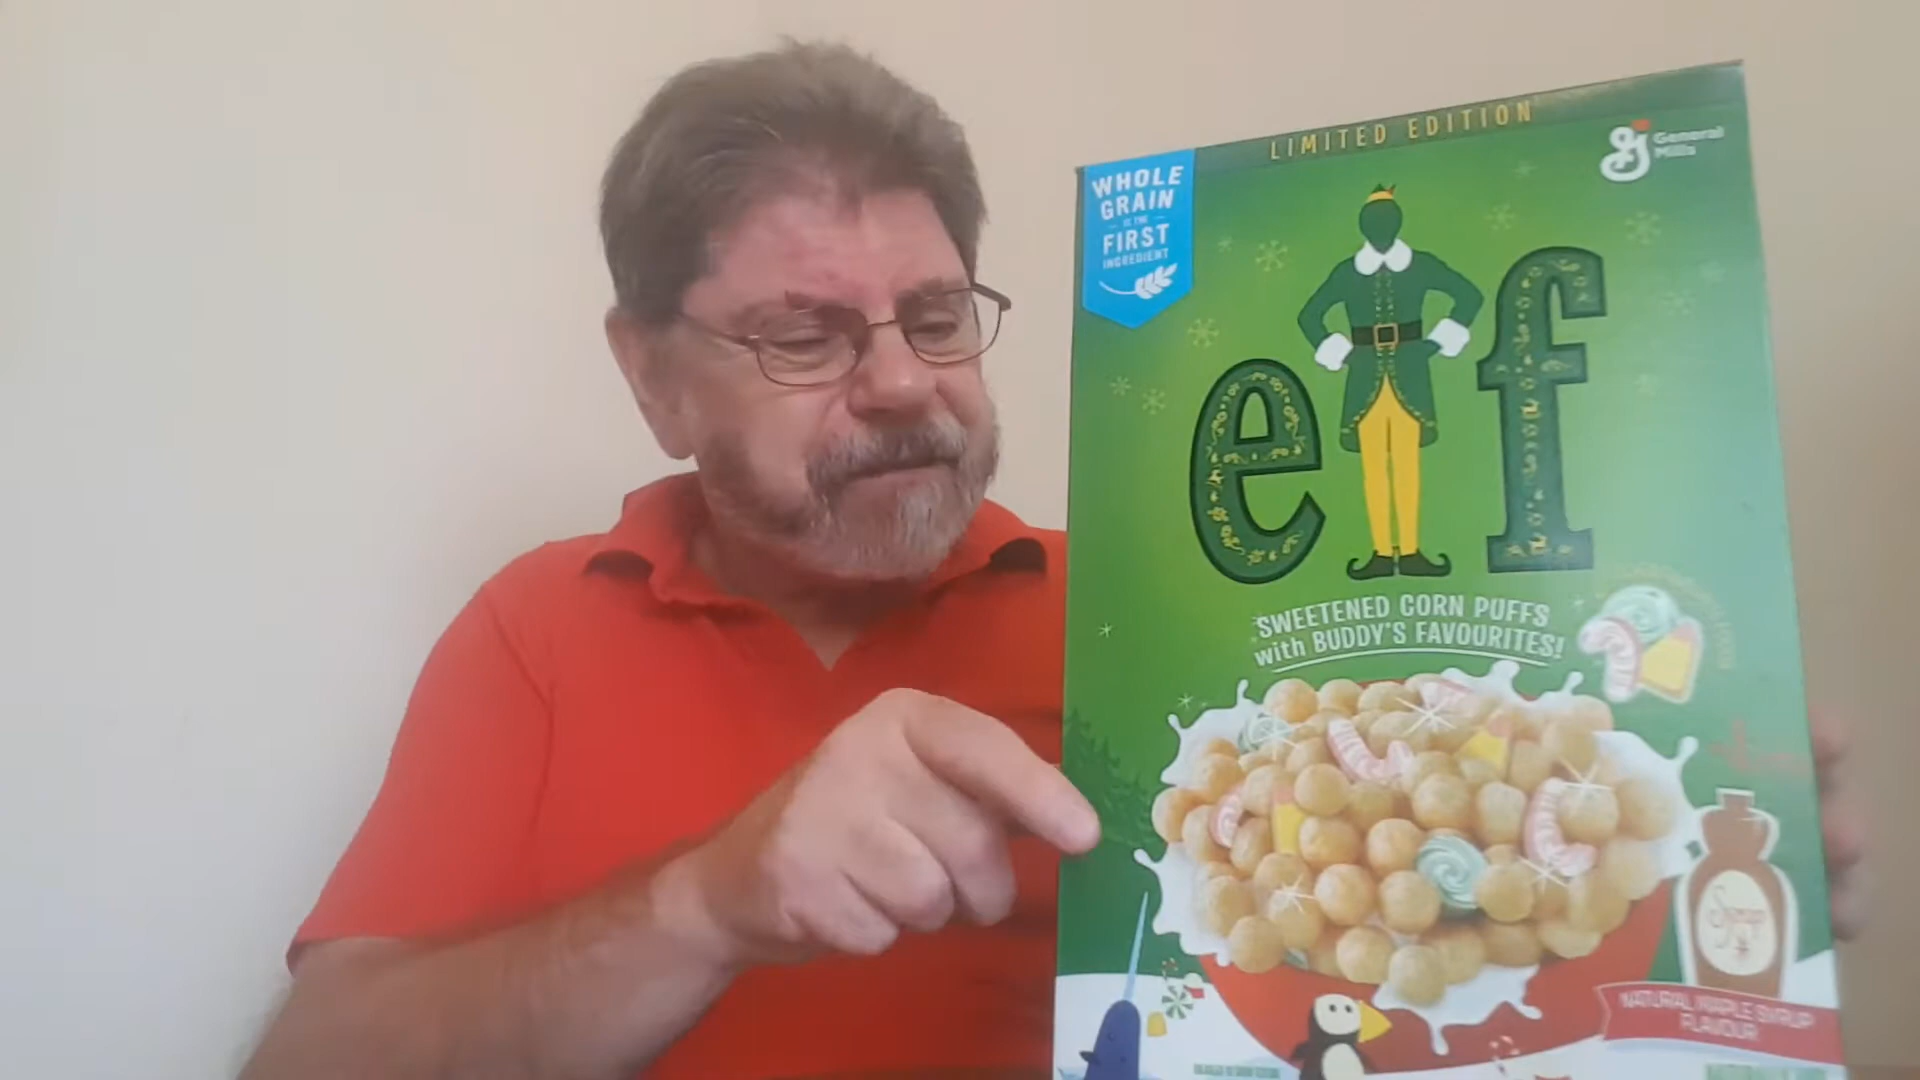 LIMITED EDITION
General
Mills
WHOLE
GRAIN
IS THE
FIRST
INGREDIENT
elf
SWEETENED CORN PUFFS
with BUDDY'S FAVOURITES!
Syrup
NATURAL MAPLE SYRUP
FLAVOUR